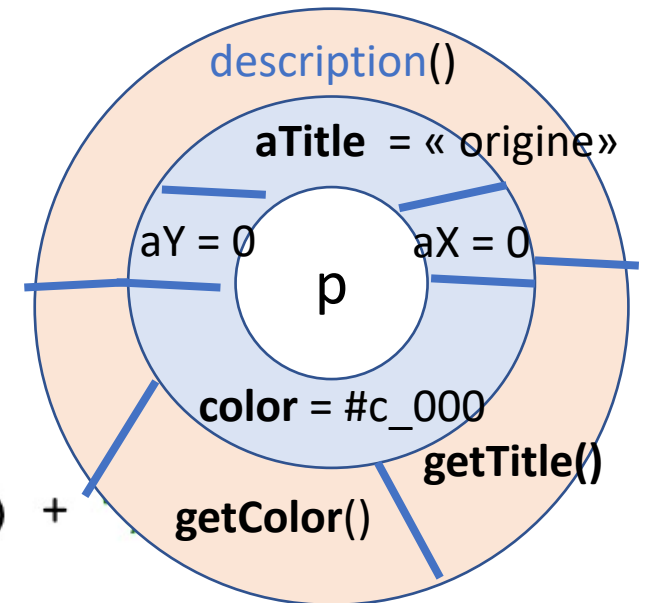 description()
aTitle = « origine»
aY = 0
aX = 0
p
color = #c_000
getTitle()
getColor()
) +